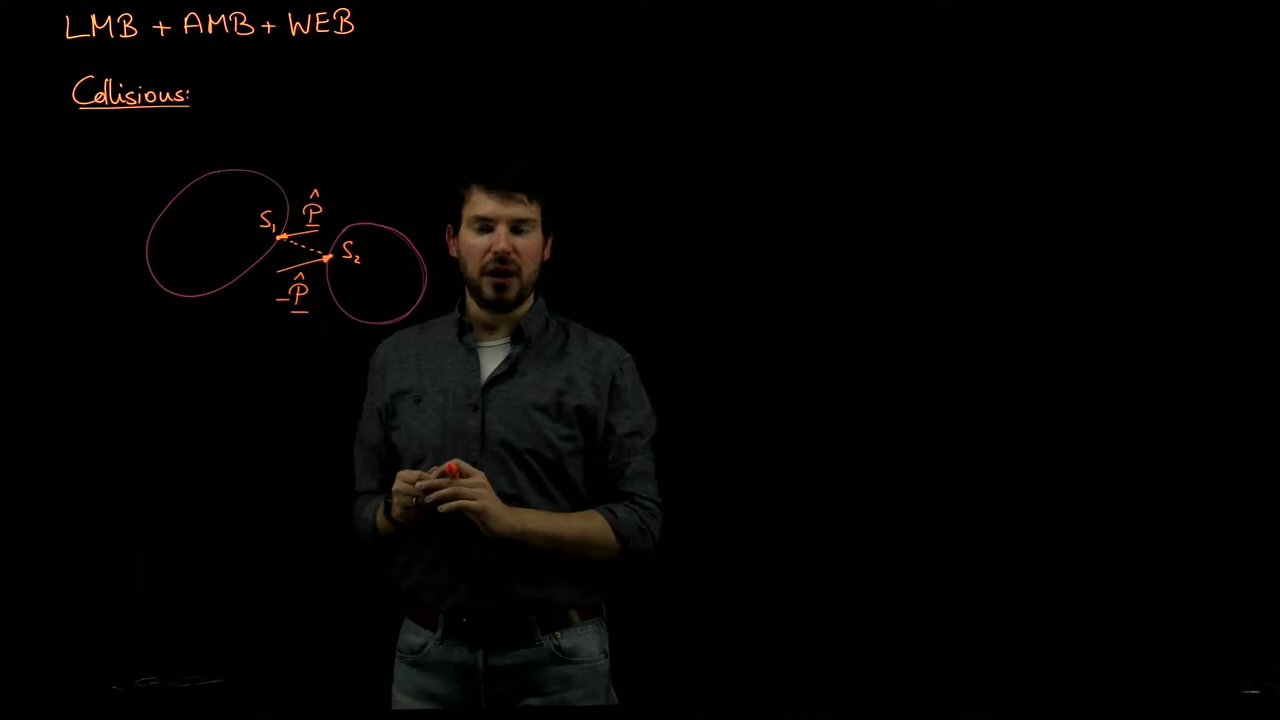 LMB + AMB + WEB
Collisions:
S₁ P̂
S₂
-P̂